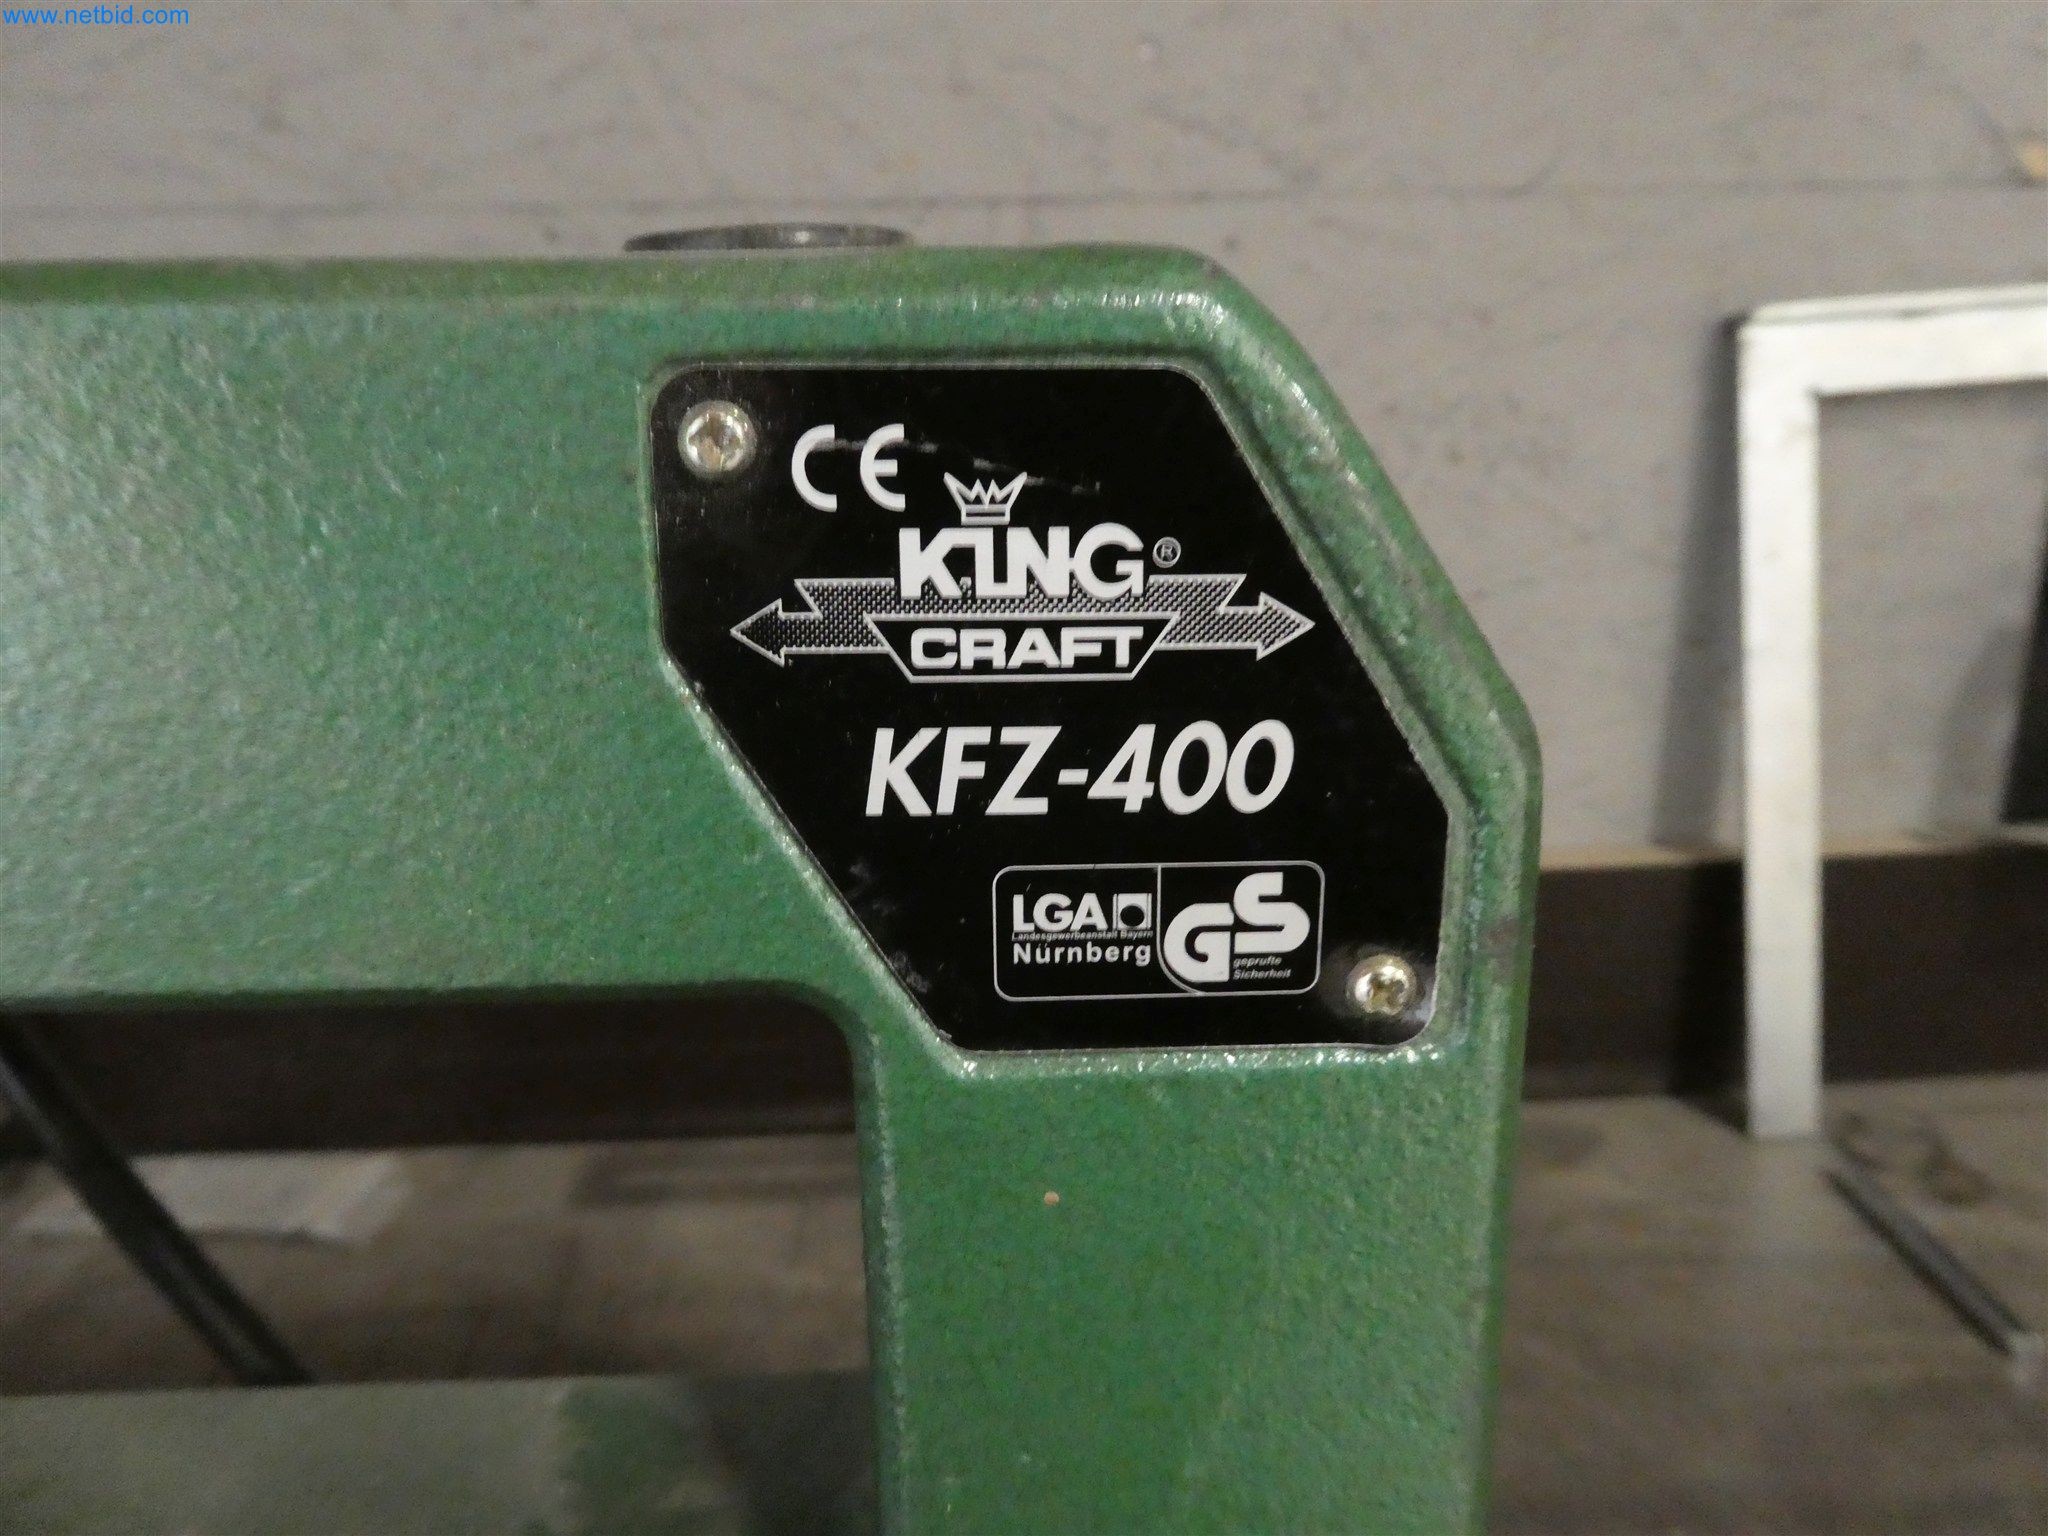 www.netbid.com
CE
KING ®
CRAFT
KFZ-400
LGA
Landesgewerbeanstalt Bayern
Nürnberg
GS
geprüfte
Sicherheit